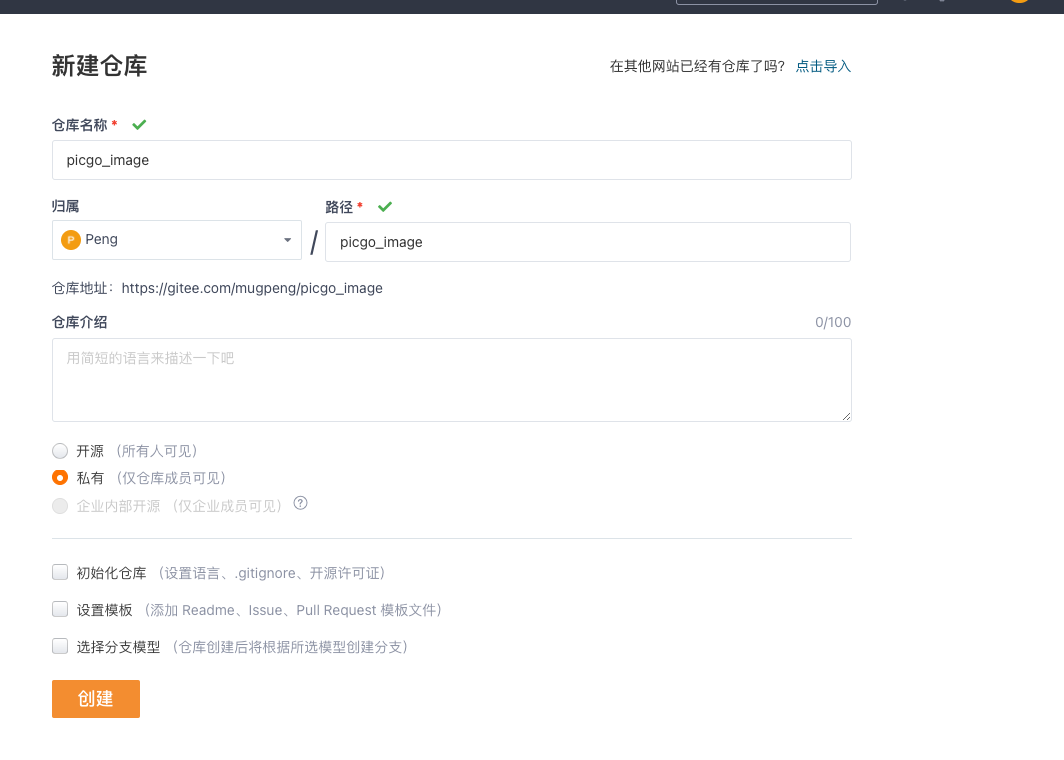 新建仓库
在其他网站已经有仓库了吗? 点击导入
仓库名称 *
picgo_image
归属
路径 *
P Peng / picgo_image
仓库地址：https://gitee.com/mugpeng/picgo_image
仓库介绍 0/100
用简短的语言来描述一下吧
开源 （所有人可见）
私有 （仅仓库成员可见）
企业内部开源 （仅企业成员可见） ?
初始化仓库 （设置语言、.gitignore、开源许可证）
设置模板 （添加 Readme、Issue、Pull Request 模板文件）
选择分支模型 （仓库创建后将根据所选模型创建分支）
创建